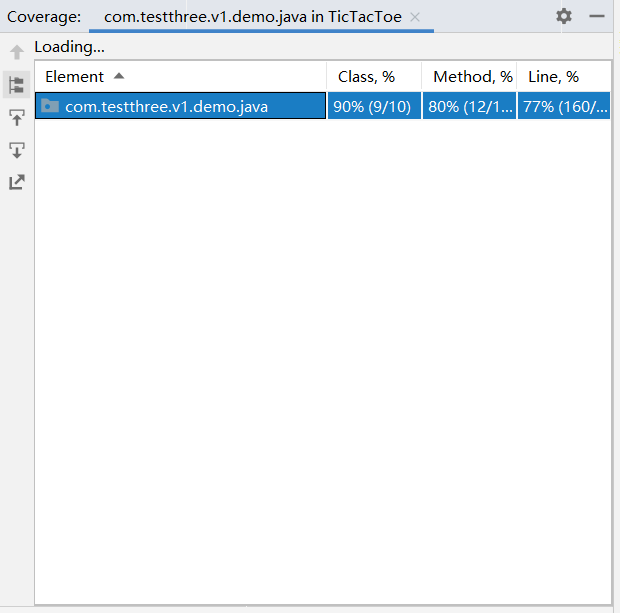 Coverage: com.testthree.v1.demo.java in TicTacToe
Loading...
Element Class, % Method, % Line, %
com.testthree.v1.demo.java 90% (9/10) 80% (12/1... 77% (160/...